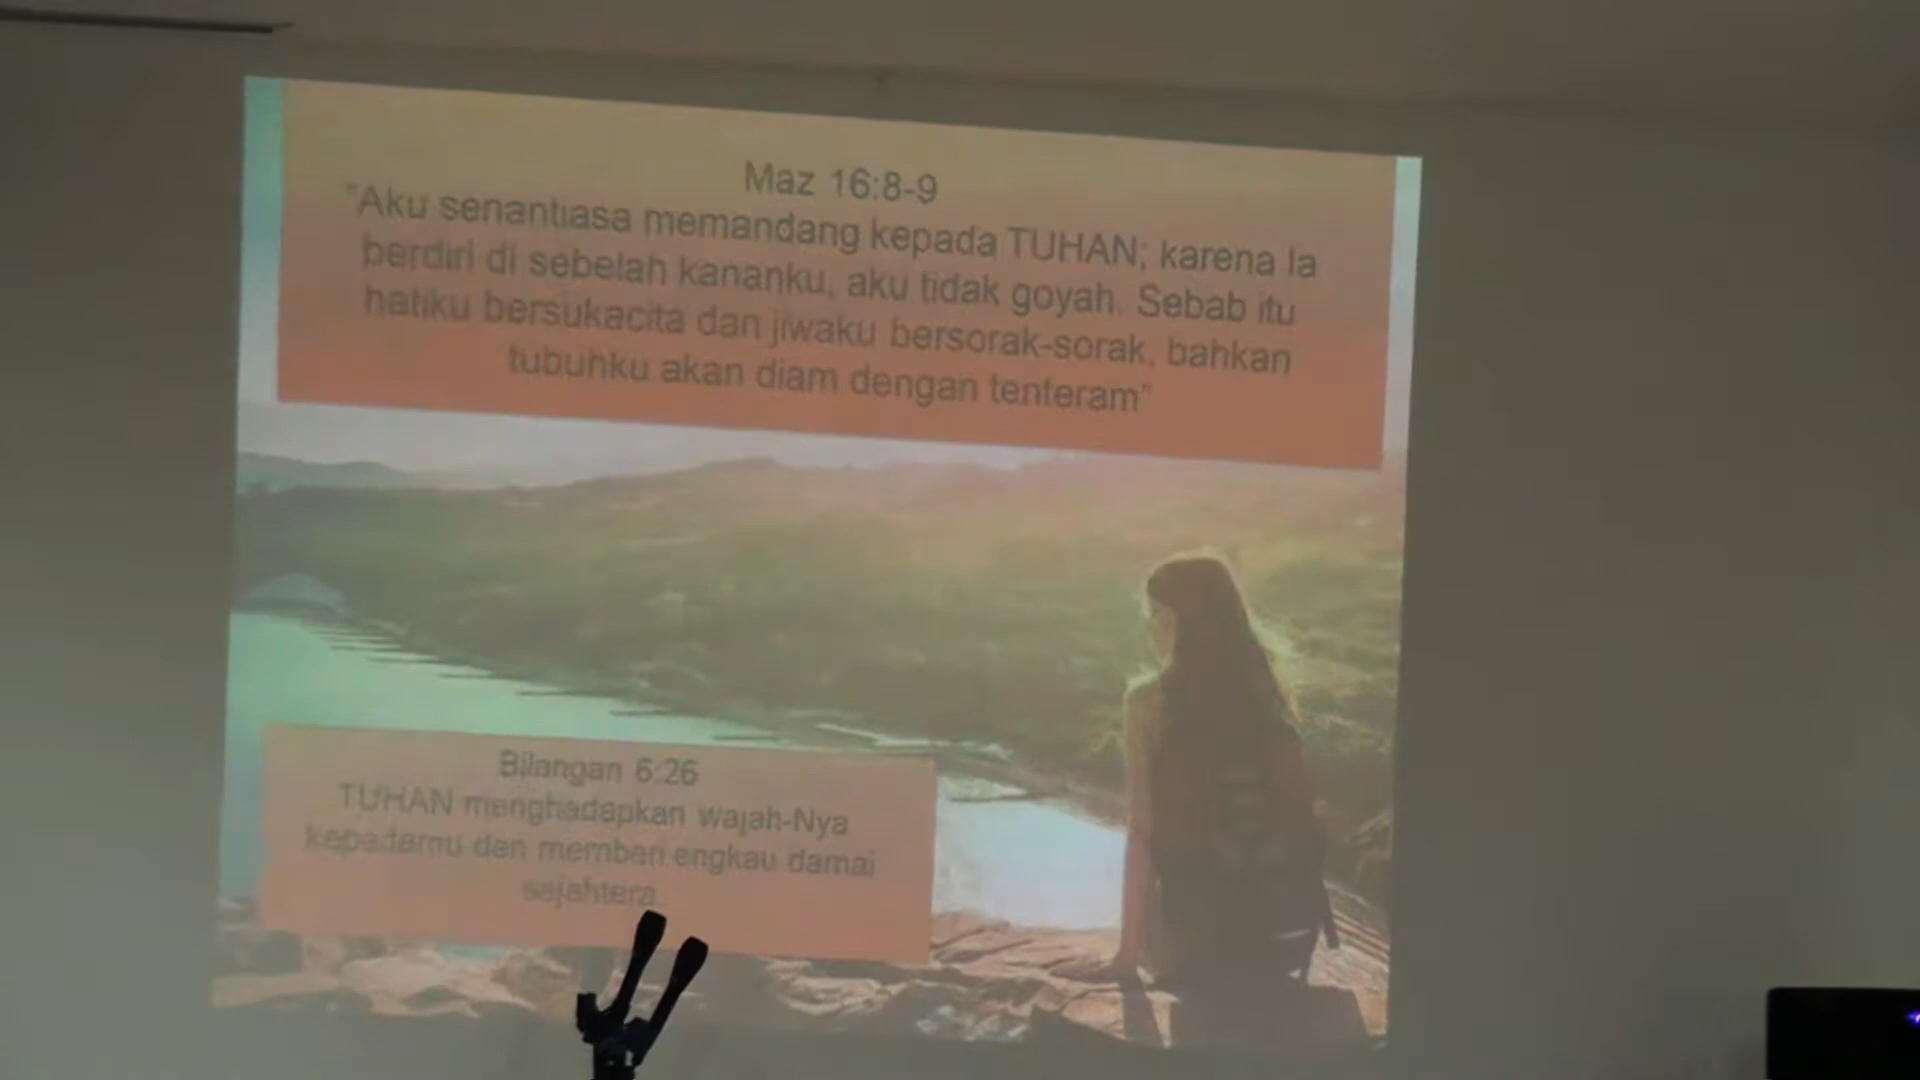 Maz 16:8-9
"Aku senantiasa memandang kepada TUHAN; karena Ia
berdiri di sebelah kananku, aku tidak goyah. Sebab itu
hatiku bersukacita dan jiwaku bersorak-sorak, bahkan
tubuhku akan diam dengan tenteram"
Bilangan 6:26
TUHAN menghadapkan wajah-Nya
kepadamu dan memberi engkau damai
sejahtera.